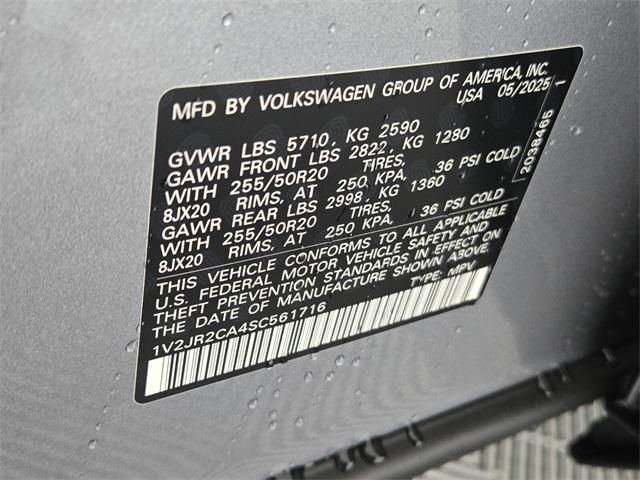 MFD BY VOLKSWAGEN GROUP OF AMERICA, INC.
USA 05/2025
GVWR LBS 5710, KG 2590
GAWR FRONT LBS 2822, KG 1280
WITH 255/50R20 TIRES,
8JX20 RIMS, AT 250 KPA, 36 PSI COLD
GAWR REAR LBS 2998, KG 1360
WITH 255/50R20 TIRES,
8JX20 RIMS, AT 250 KPA, 36 PSI COLD
THIS VEHICLE CONFORMS TO ALL APPLICABLE
U.S. FEDERAL MOTOR VEHICLE SAFETY AND
THEFT PREVENTION STANDARDS IN EFFECT ON
THE DATE OF MANUFACTURE SHOWN ABOVE.
1V2JR2CA4SC561716 TYPE: MPV
2038465 1